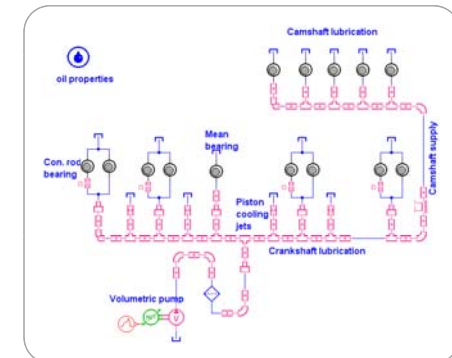 Camshaft lubrication
oil properties
Mean
bearing
Con. rod
bearing
Camshaft supply
Piston
cooling
jets
Crankshaft lubrication
Volumetric pump